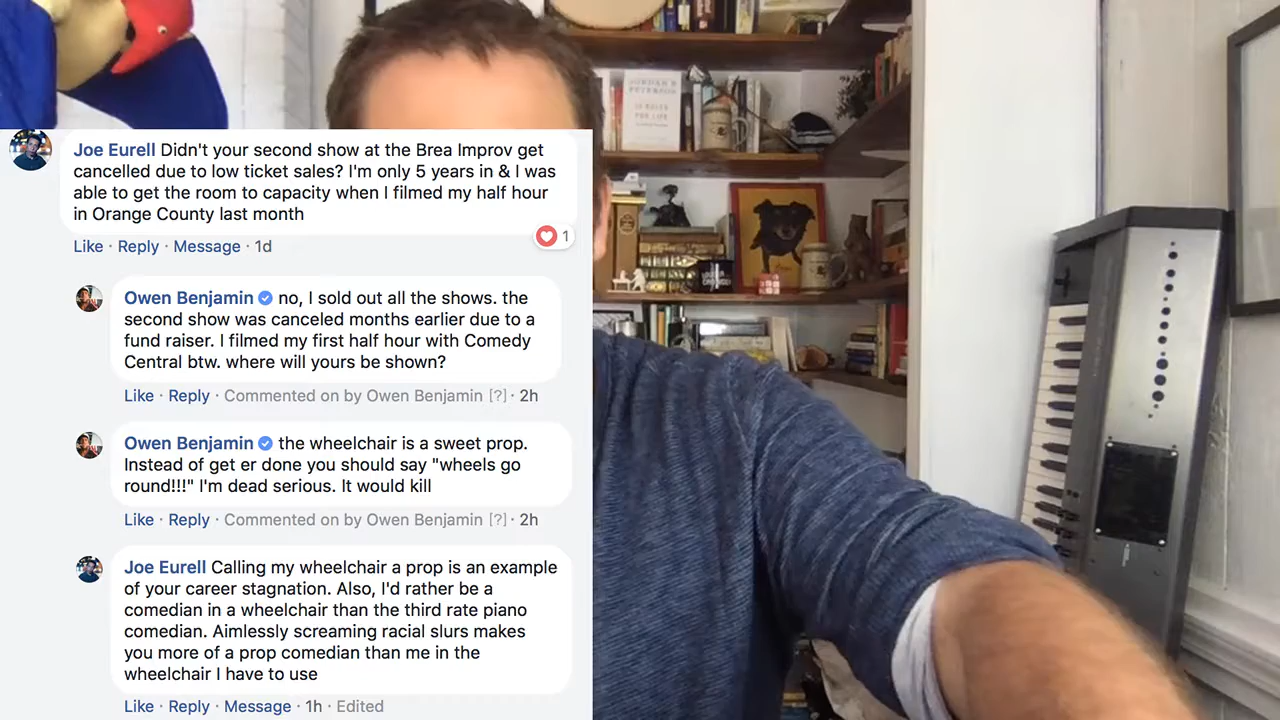 JORDAN B
PETERSON
12 RULES
FOR LIFE
Joe Eurell Didn't your second show at the Brea Improv get
cancelled due to low ticket sales? I'm only 5 years in & I was
able to get the room to capacity when I filmed my half hour
in Orange County last month
1
Like · Reply · Message · 1d
Owen Benjamin no, I sold out all the shows. the
second show was canceled months earlier due to a
fund raiser. I filmed my first half hour with Comedy
Central btw. where will yours be shown?
Like · Reply · Commented on by Owen Benjamin [?] · 2h
Owen Benjamin the wheelchair is a sweet prop.
Instead of get er done you should say "wheels go
round!!!" I'm dead serious. It would kill
Like · Reply · Commented on by Owen Benjamin [?] · 2h
Joe Eurell Calling my wheelchair a prop is an example
of your career stagnation. Also, I'd rather be a
comedian in a wheelchair than the third rate piano
comedian. Aimlessly screaming racial slurs makes
you more of a prop comedian than me in the
wheelchair I have to use
Like · Reply · Message · 1h · Edited